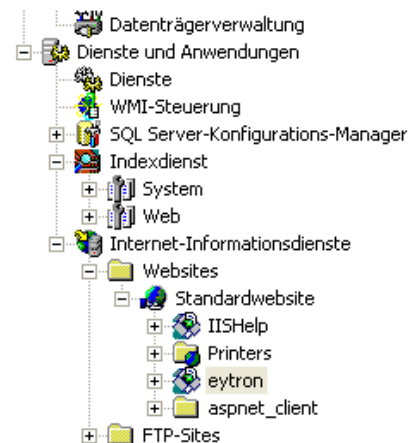 Datenträgerverwaltung
Dienste und Anwendungen
Dienste
WMI-Steuerung
SQL Server-Konfigurations-Manager
Indexdienst
System
Web
Internet-Informationsdienste
Websites
Standardwebsite
IISHelp
Printers
eytron
aspnet_client
FTP-Sites